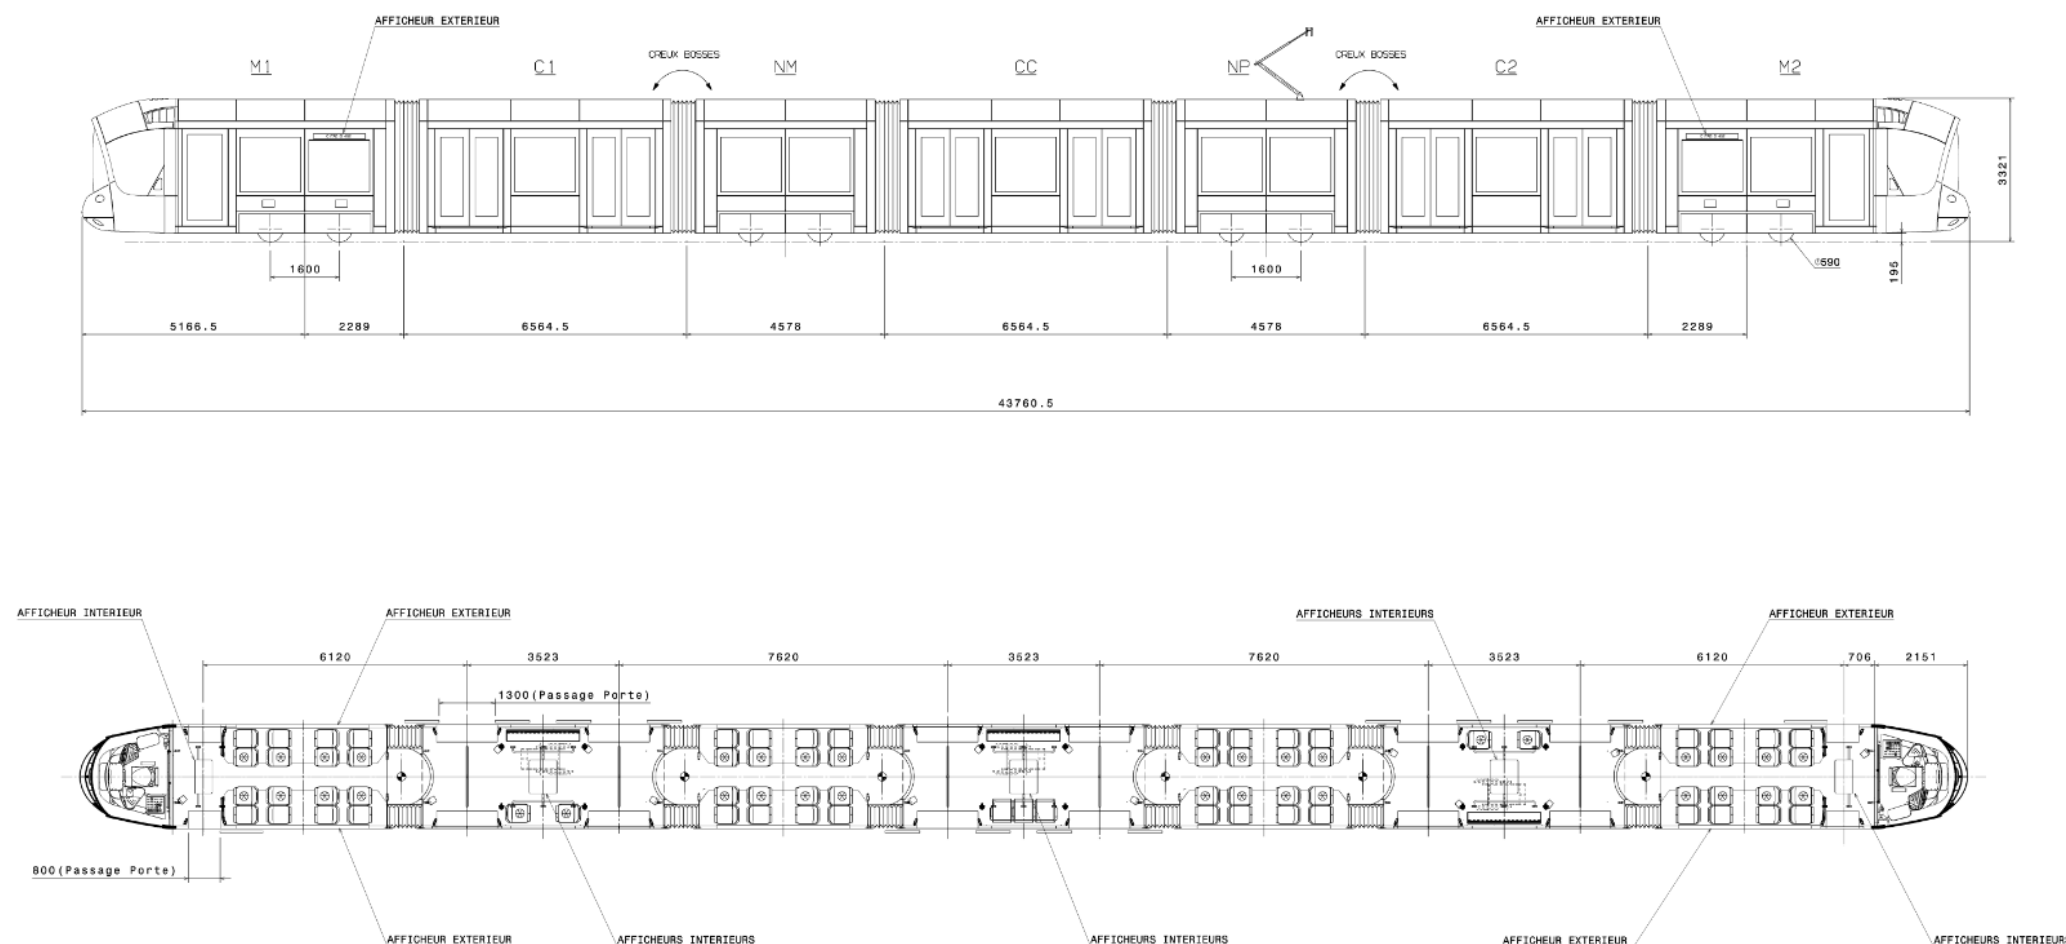 AFFICHEUR EXTERIEUR
AFFICHEUR EXTERIEUR
M1
C1
CREUX BOSSES
NM
CC
NP
CREUX BOSSES
C2
M2
3321
1600
1600
Ø590
195
5166.5
2289
6564.5
4578
6564.5
4578
6564.5
2289
43760.5
AFFICHEUR INTERIEUR
AFFICHEUR EXTERIEUR
AFFICHEURS INTERIEURS
AFFICHEUR EXTERIEUR
6120
3523
7620
3523
7620
3523
6120
706
2151
1300(Passage Porte)
800(Passage Porte)
AFFICHEUR EXTERIEUR
AFFICHEURS INTERIEURS
AFFICHEURS INTERIEURS
AFFICHEUR EXTERIEUR
AFFICHEURS INTERIEURS